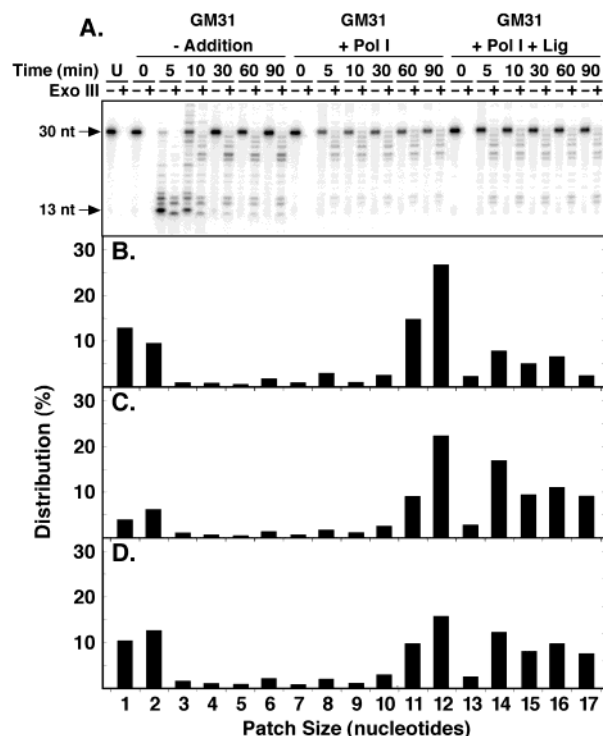 A.
GM31 GM31 GM31
- Addition + Pol I + Pol I + Lig
Time (min) U 0 5 10 30 60 90 0 5 10 30 60 90 0 5 10 30 60 90
Exo III - + - + - + - + - + - + - + - + - + - + - + - + - + - + - + - + - + - + - +
30 nt
13 nt
B.
30
20
10
C.
30
20
10
D.
30
20
10
Distribution (%)
1 2 3 4 5 6 7 8 9 10 11 12 13 14 15 16 17
Patch Size (nucleotides)